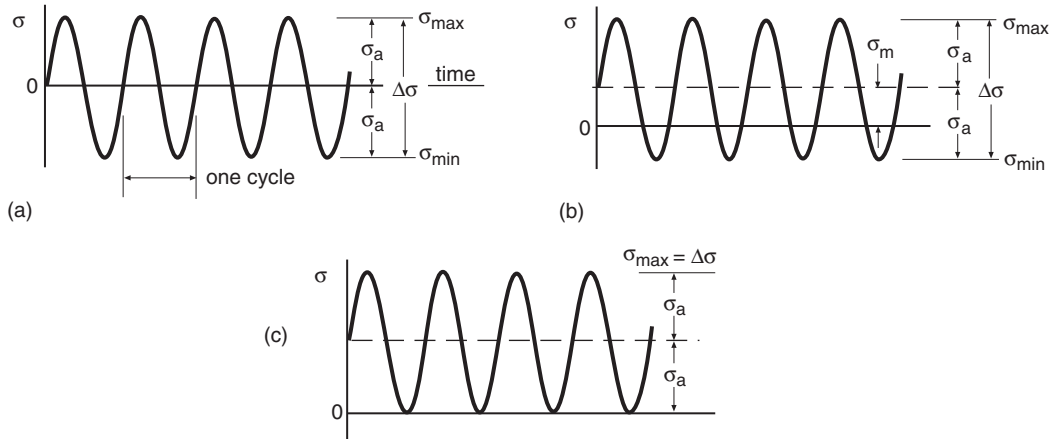 σ
σmax
σa
0
time
Δσ
σa
σmin
one cycle
(a)
σ
σmax
σm
σa
Δσ
0
σa
σmin
(b)
σmax = Δσ
σ
σa
(c)
σa
0